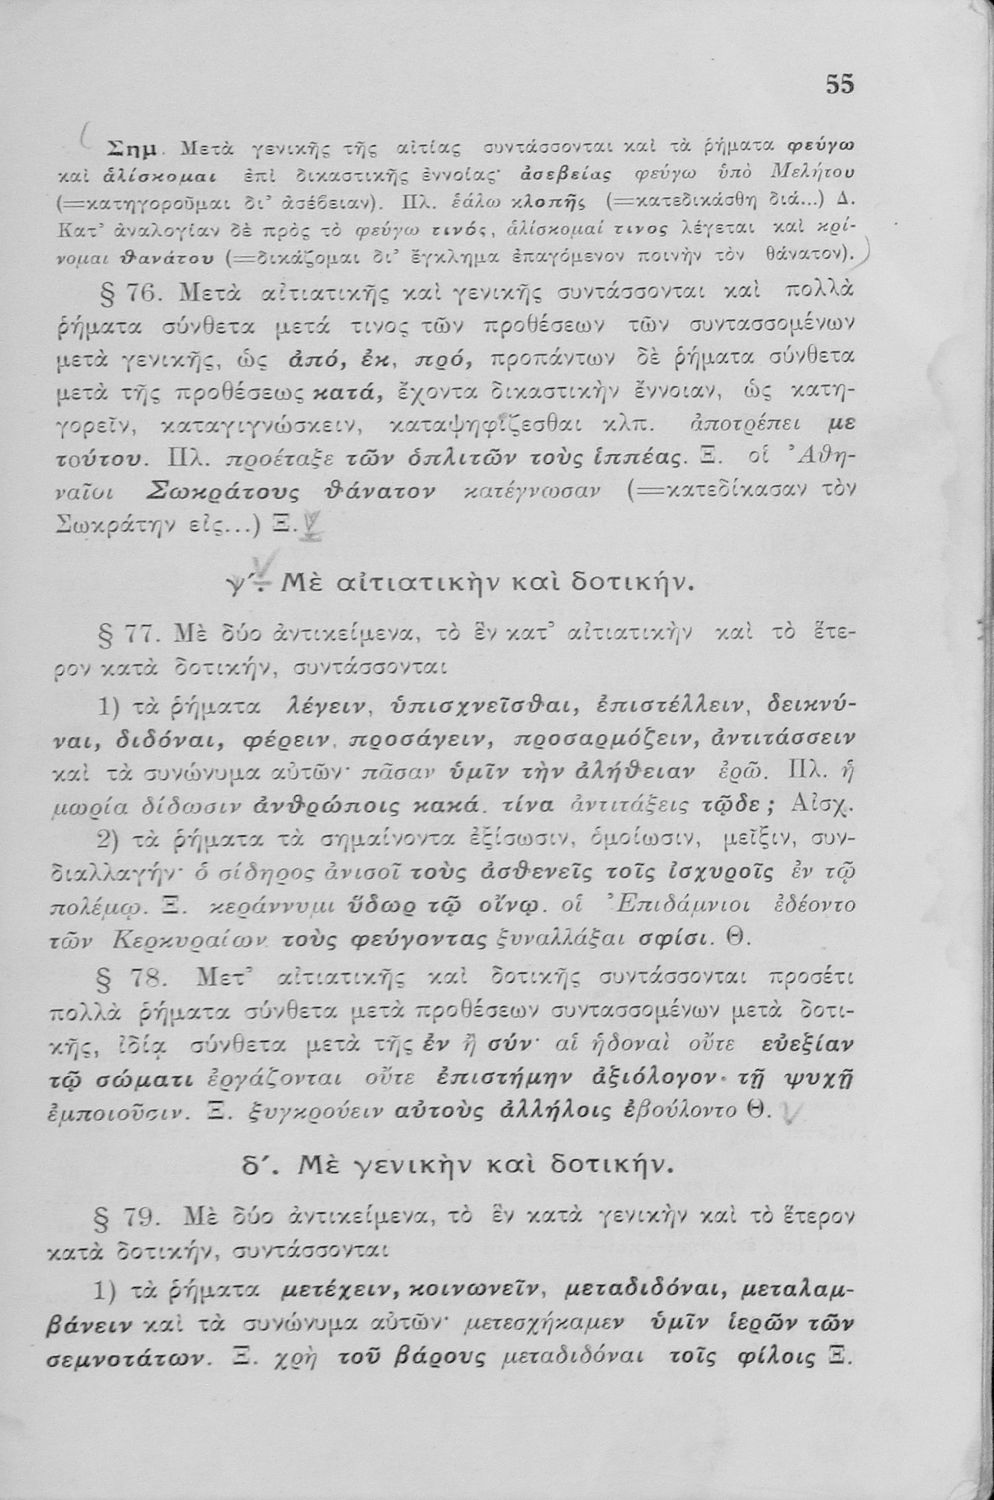 55
Σημ. Μετὰ γενικῆς τῆς αἰτίας συντάσσονται καὶ τὰ ῥήματα φεύγω
καὶ ἁλίσκομαι ἐπὶ δικαστικῆς ἐννοίας· ἀσεβείας φεύγω ὑπὸ Μελήτου
(=κατηγοροῦμαι δι᾽ ἀσέβειαν). Πλ. ἑάλω κλοπῆς (=κατεδικάσθη διά...) Δ.
Κατ᾽ ἀναλογίαν δὲ πρὸς τὸ φεύγω τινός, ἁλίσκομαί τινος λέγεται καὶ κρί-
νομαι θανάτου (=δικάζομαι δι᾽ ἔγκλημα ἐπαγόμενον ποινὴν τὸν θάνατον).
§ 76. Μετὰ αἰτιατικῆς καὶ γενικῆς συντάσσονται καὶ πολλὰ
ῥήματα σύνθετα μετά τινος τῶν προθέσεων τῶν συντασσομένων
μετὰ γενικῆς, ὡς ἀπό, ἐκ, πρό, προπάντων δὲ ῥήματα σύνθετα
μετὰ τῆς προθέσεως κατά, ἔχοντα δικαστικὴν ἔννοιαν, ὡς κατη-
γορεῖν, καταγιγνώσκειν, καταψηφίζεσθαι κλπ. ἀποτρέπει με
τούτου. Πλ. προέταξε τῶν ὁπλιτῶν τοὺς ἱππέας. Ξ. οἱ Ἀθη-
ναῖοι Σωκράτους θάνατον κατέγνωσαν (=κατεδίκασαν τὸν
Σωκράτην εἰς...) Ξ.
γ΄. Μὲ αἰτιατικὴν καὶ δοτικήν.
§ 77. Μὲ δύο ἀντικείμενα, τὸ ἓν κατ᾽ αἰτιατικὴν καὶ τὸ ἕτε-
ρον κατὰ δοτικήν, συντάσσονται
1) τὰ ῥήματα λέγειν, ὑπισχνεῖσθαι, ἐπιστέλλειν, δεικνύ-
ναι, διδόναι, φέρειν, προσάγειν, προσαρμόζειν, ἀντιτάσσειν
καὶ τὰ συνώνυμα αὐτῶν· πᾶσαν ὑμῖν τὴν ἀλήθειαν ἐρῶ. Πλ. ἡ
μωρία δίδωσιν ἀνθρώποις κακά. τίνα ἀντιτάξεις τῷδε; Αἰσχ.
2) τὰ ῥήματα τὰ σημαίνοντα ἐξίσωσιν, ὁμοίωσιν, μεῖξιν, συν-
διαλλαγήν· ὁ σίδηρος ἀνισοῖ τοὺς ἀσθενεῖς τοῖς ἰσχυροῖς ἐν τῷ
πολέμῳ. Ξ. κεράννυμι ὕδωρ τῷ οἴνῳ. οἱ Ἐπιδάμνιοι ἐδέοντο
τῶν Κερκυραίων τοὺς φεύγοντας ξυναλλάξαι σφίσι. Θ.
§ 78. Μετ᾽ αἰτιατικῆς καὶ δοτικῆς συντάσσονται προσέτι
πολλὰ ῥήματα σύνθετα μετὰ προθέσεων συντασσομένων μετὰ δοτι-
κῆς, ἰδίᾳ σύνθετα μετὰ τῆς ἐν ἢ σύν· αἱ ἡδοναὶ οὔτε εὐεξίαν
τῷ σώματι ἐργάζονται οὔτε ἐπιστήμην ἀξιόλογον· τῇ ψυχῇ
ἐμποιοῦσιν. Ξ. ξυγκρούειν αὐτοὺς ἀλλήλοις ἐβούλοντο Θ.
δ΄. Μὲ γενικὴν καὶ δοτικήν.
§ 79. Μὲ δύο ἀντικείμενα, τὸ ἓν κατὰ γενικὴν καὶ τὸ ἕτερον
κατὰ δοτικήν, συντάσσονται
1) τὰ ῥήματα μετέχειν, κοινωνεῖν, μεταδιδόναι, μεταλαμ-
βάνειν καὶ τὰ συνώνυμα αὐτῶν· μετεσχήκαμεν ὑμῖν ἱερῶν τῶν
σεμνοτάτων. Ξ. χρὴ τοῦ βάρους μεταδιδόναι τοῖς φίλοις Ξ.